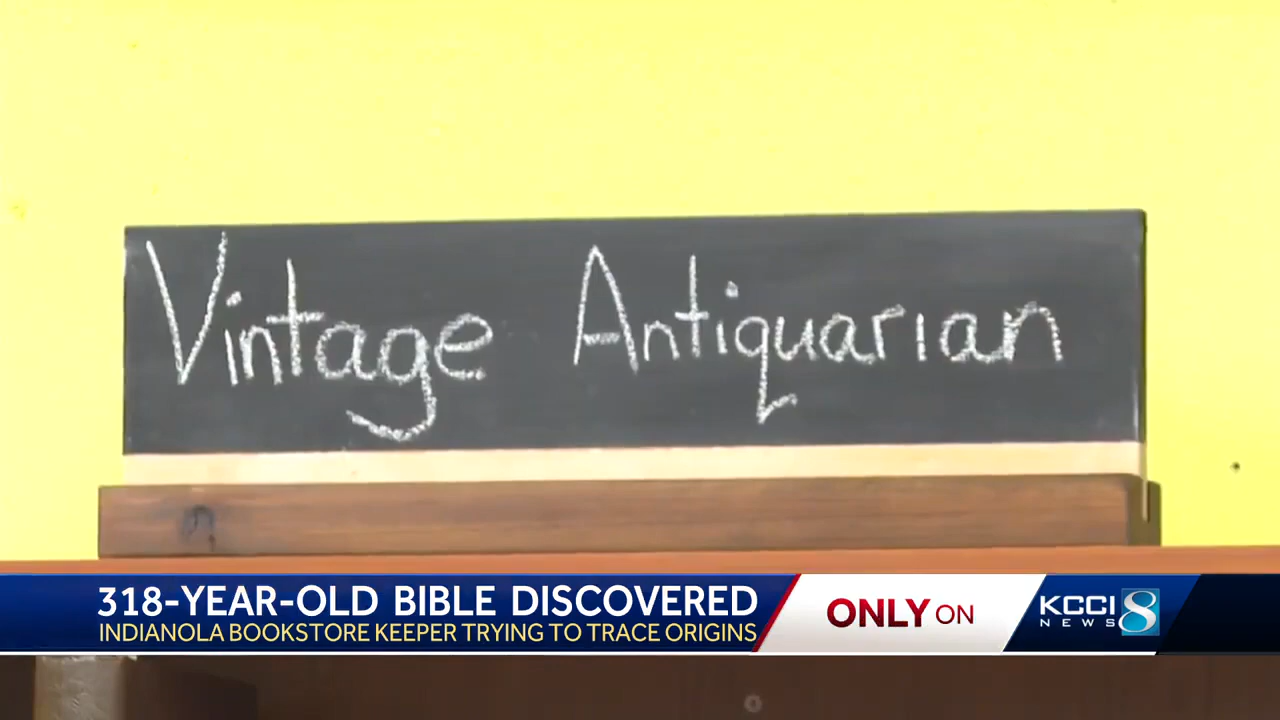 Vintage Antiquarian
318-YEAR-OLD BIBLE DISCOVERED
INDIANOLA BOOKSTORE KEEPER TRYING TO TRACE ORIGINS
ONLY ON
KCCI 8
NEWS